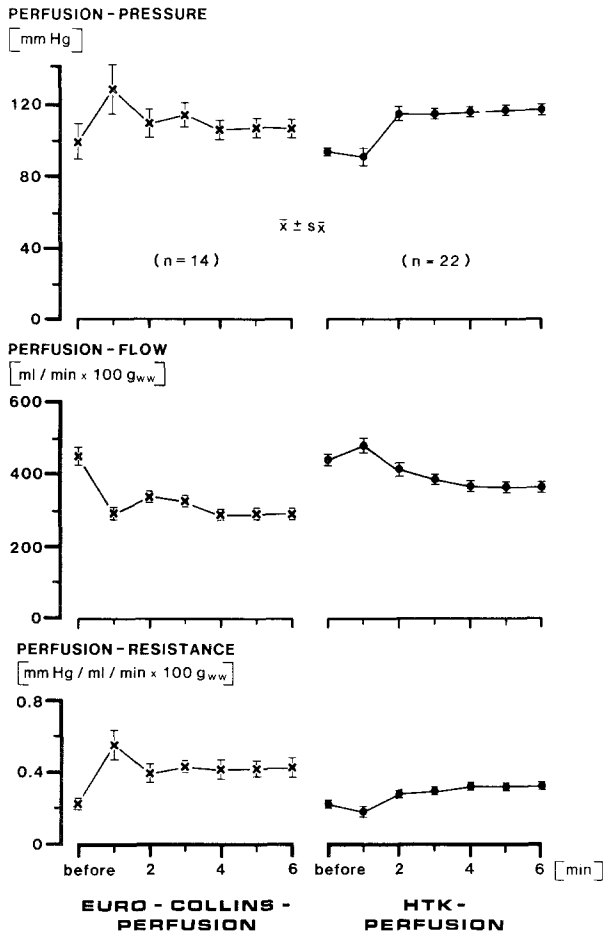 PERFUSION - PRESSURE
[mm Hg]
120
80
40
0
x̄ ± sx̄
(n = 14)
(n - 22)
PERFUSION - FLOW
[ml / min × 100 gww]
600
400
200
0
PERFUSION - RESISTANCE
[mm Hg / ml / min × 100 gww]
0.8
0.4
0
before 2 4 6 before 2 4 6 [min]
EURO - COLLINS - PERFUSION
HTK - PERFUSION